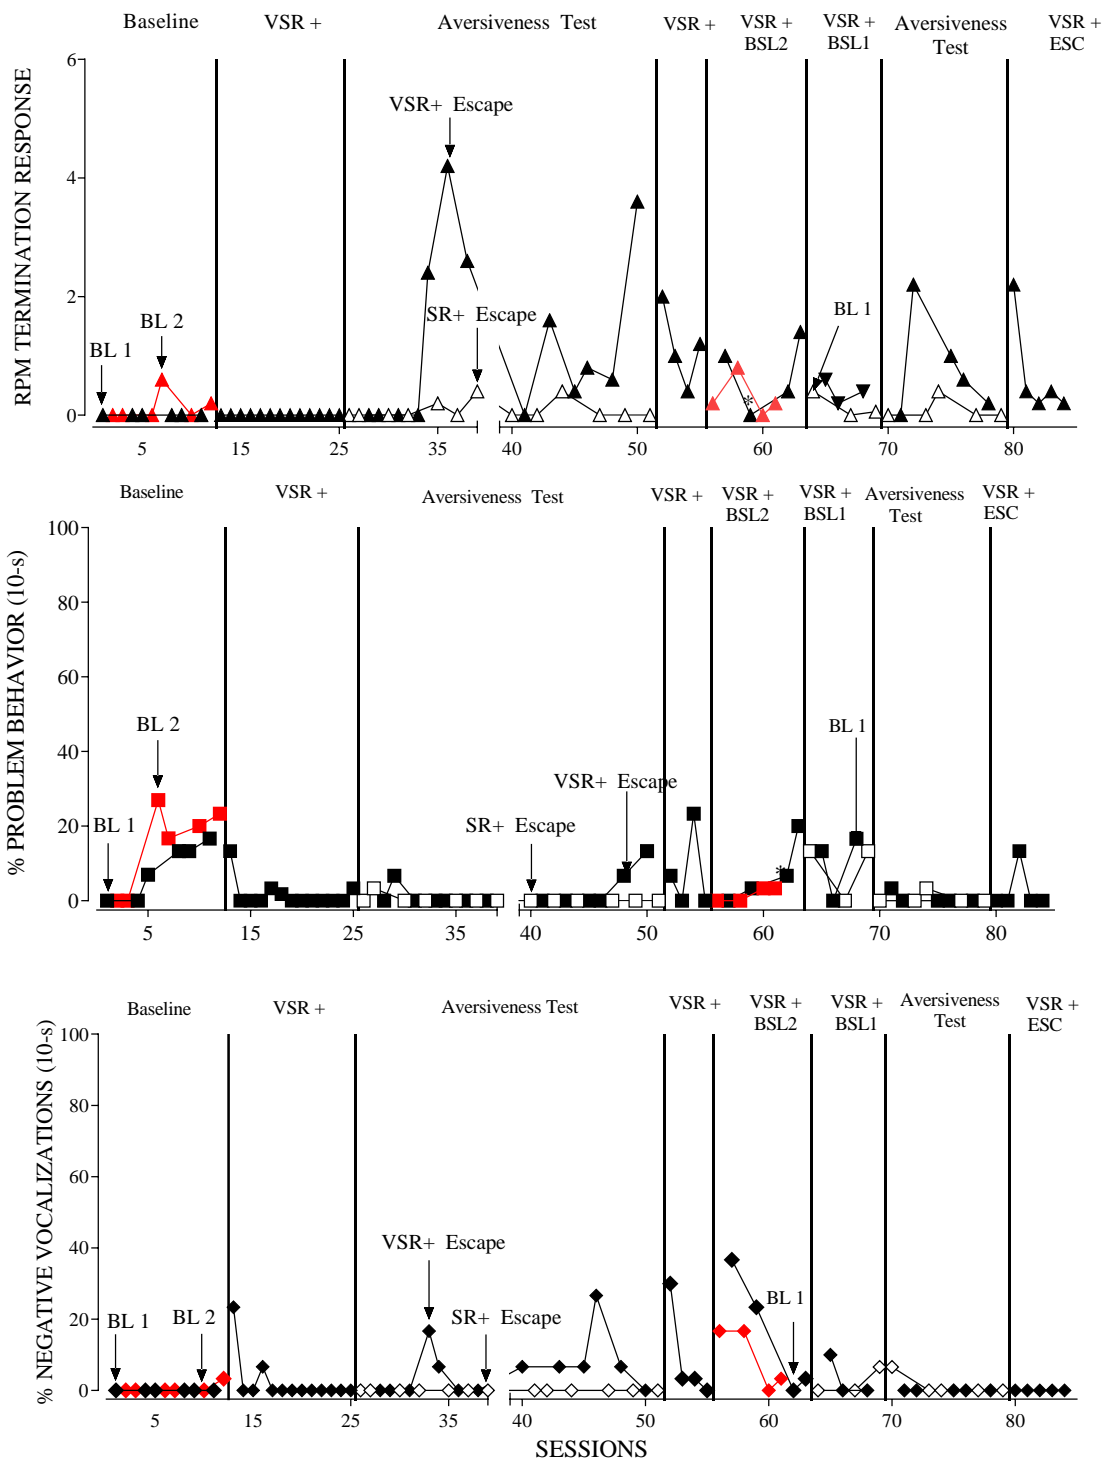 Baseline VSR + Aversiveness Test VSR + VSR + BSL2 VSR + BSL1 Aversiveness Test VSR + ESC
RPM TERMINATION RESPONSE
6
4
2
0
VSR+ Escape
SR+ Escape
BL 1
BL 2
*
BL 1
5 15 25 35 40 50 60 70 80
Baseline VSR + Aversiveness Test VSR + VSR + BSL2 VSR + BSL1 Aversiveness Test VSR + ESC
% PROBLEM BEHAVIOR (10-s)
100
80
60
40
20
0
BL 1
BL 2
SR+ Escape
VSR+ Escape
*
BL 1
5 15 25 35 40 50 60 70 80
Baseline VSR + Aversiveness Test VSR + VSR + BSL2 VSR + BSL1 Aversiveness Test VSR + ESC
% NEGATIVE VOCALIZATIONS (10-s)
100
80
60
40
20
0
BL 1
BL 2
VSR+ Escape
SR+ Escape
BL 1
5 15 25 35 40 50 60 70 80
SESSIONS